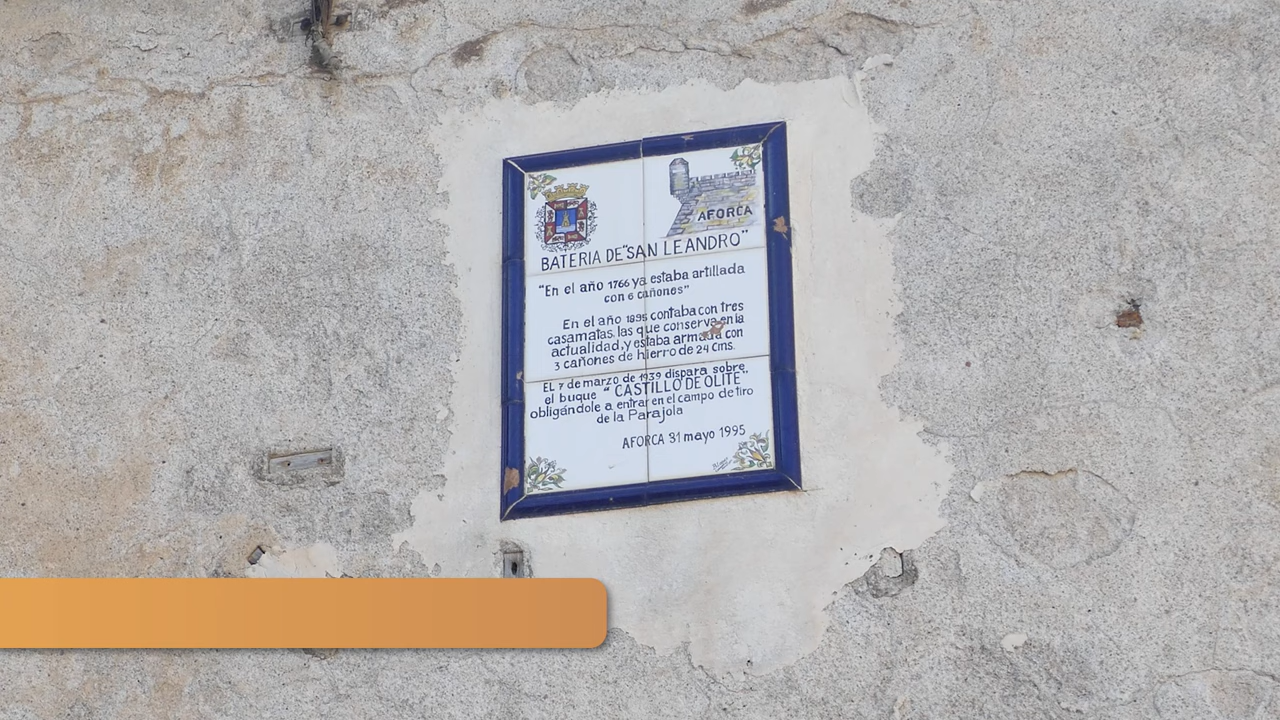 AFORCA
BATERIA DE "SAN LEANDRO"
"En el año 1766 ya estaba artillada
con 6 cañones"
En el año 1895 contaba con tres
casamatas, las que conserva en la
actualidad, y estaba armada con
3 cañones de hierro de 24 Cms.
EL 7 de marzo de 1939 dispara sobre
el buque "CASTILLO DE OLITE"
obligándole a entrar en el campo de tiro
de la Parajola
AFORCA 31 mayo 1995